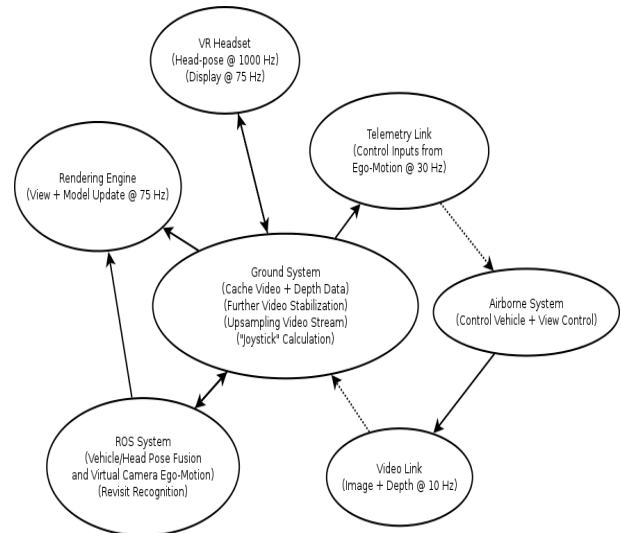 VR Headset
(Head-pose @ 1000 Hz)
(Display @ 75 Hz)
Telemetry Link
(Control Inputs from
Ego-Motion @ 30 Hz)
Rendering Engine
(View + Model Update @ 75 Hz)
Ground System
(Cache Video + Depth Data)
(Further Video Stabilization)
(Upsampling Video Stream)
("Joystick" Calculation)
Airborne System
(Control Vehicle + View Control)
ROS System
(Vehicle/Head Pose Fusion
and Virtual Camera Ego-Motion)
(Revisit Recognition)
Video Link
(Image + Depth @ 10 Hz)